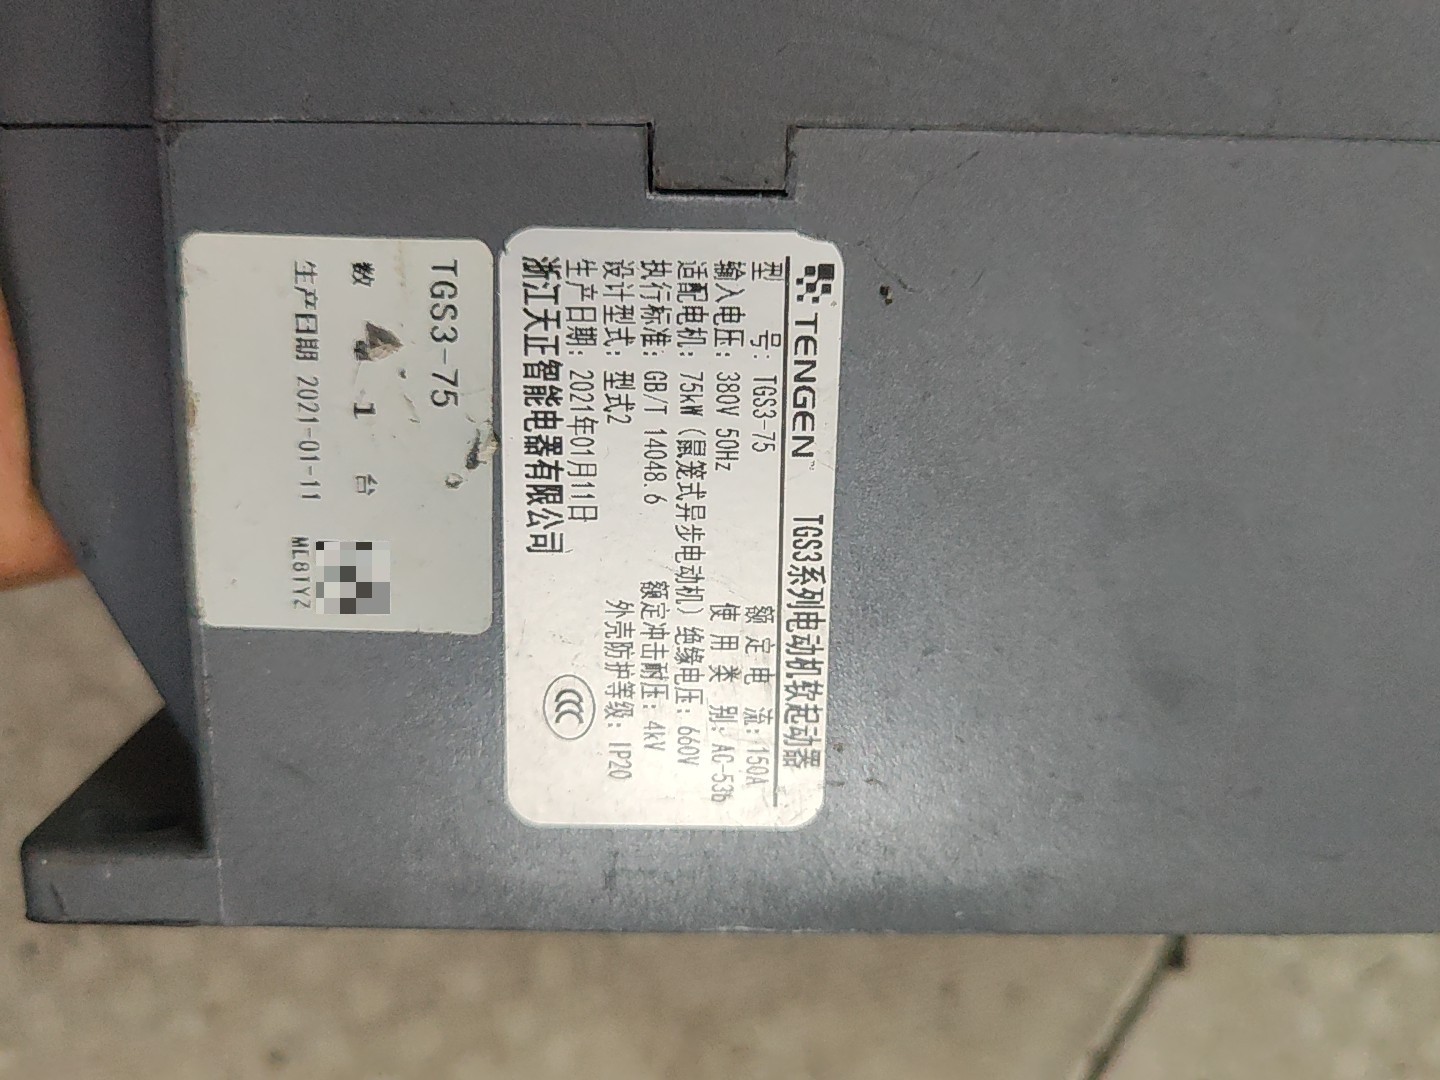 TENGEN™ TGS3系列电动机软起动器
型 号: TGS3-75 额 定 电 流: 150A
输入电压: 380V 50Hz 使 用 类 别: AC-53b
适配电机: 75kW (鼠笼式异步电动机) 绝缘电压: 660V
执行标准: GB/T 14048.6 额定冲击耐压: 4kV
设计型式: 型式2 外壳防护等级: IP20
生产日期: 2021年01月11日
浙江天正智能电器有限公司
CCC
TGS3-75
数 1 台
生产日期 2021-01-11
ML8TYZ